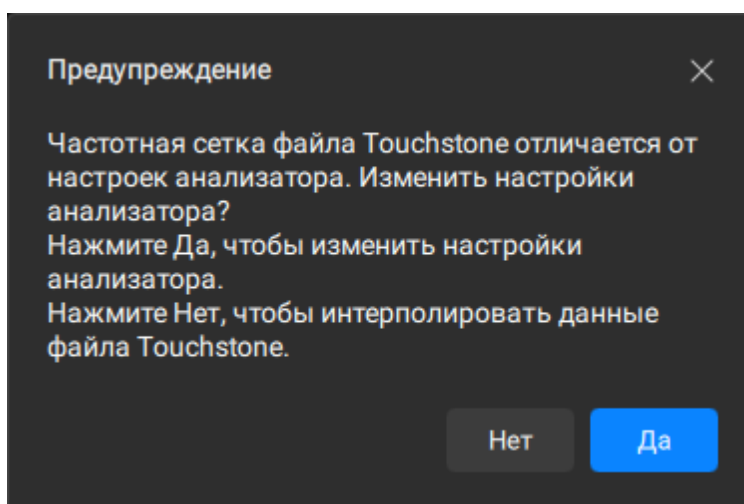 Предупреждение
Частотная сетка файла Touchstone отличается от
настроек анализатора. Изменить настройки
анализатора?
Нажмите Да, чтобы изменить настройки
анализатора.
Нажмите Нет, чтобы интерполировать данные
файла Touchstone.
Нет Да